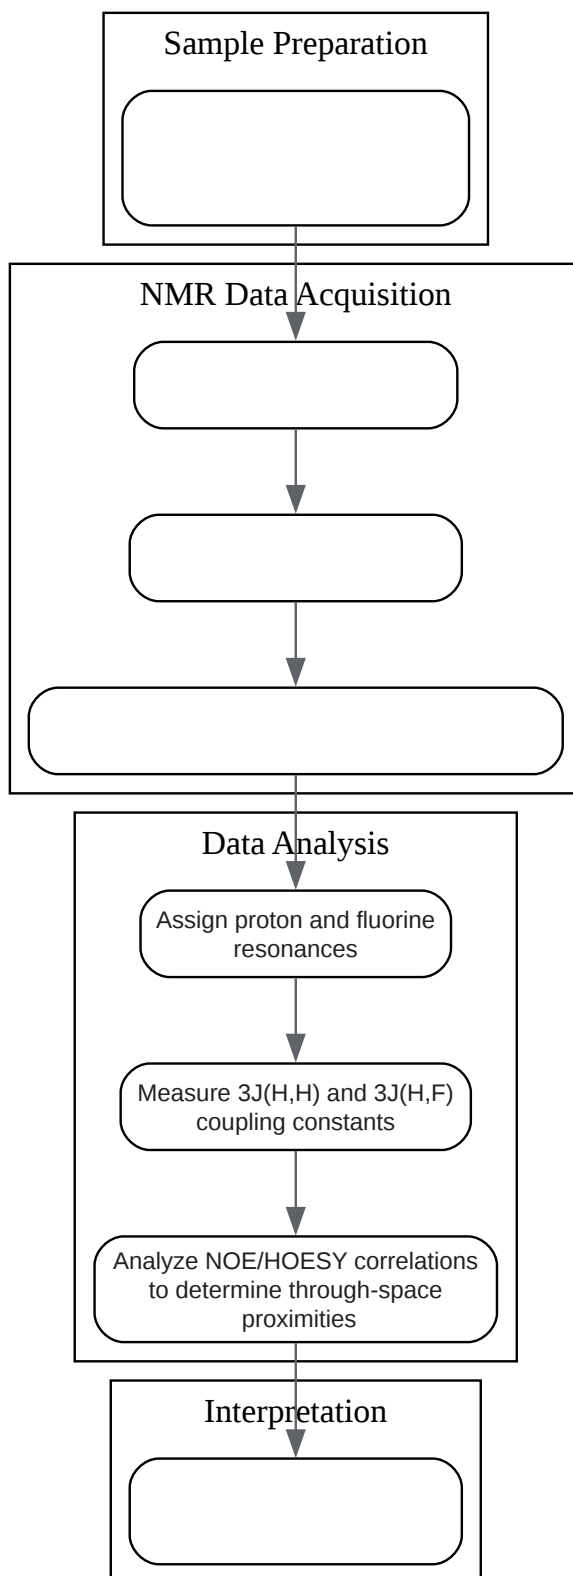 Sample Preparation
NMR Data Acquisition
Data Analysis
Assign proton and fluorine
resonances
Measure 3J(H,H) and 3J(H,F)
coupling constants
Analyze NOE/HOESY correlations
to determine through-space
proximities
Interpretation